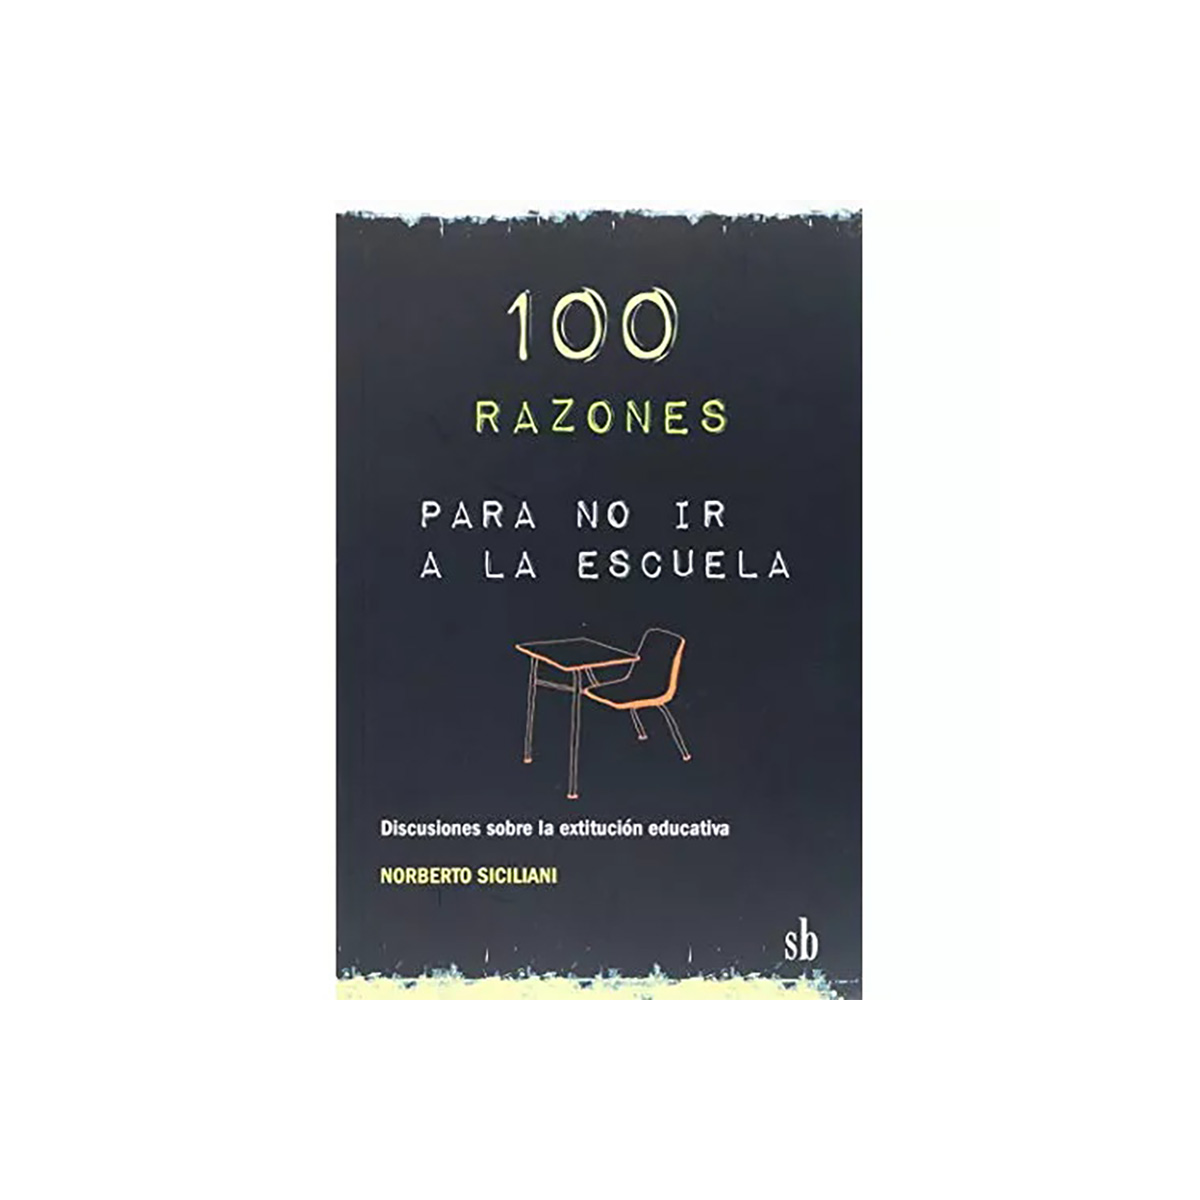 100
RAZONES
PARA NO IR
A LA ESCUELA
Discusiones sobre la extitución educativa
NORBERTO SICILIANI
sb